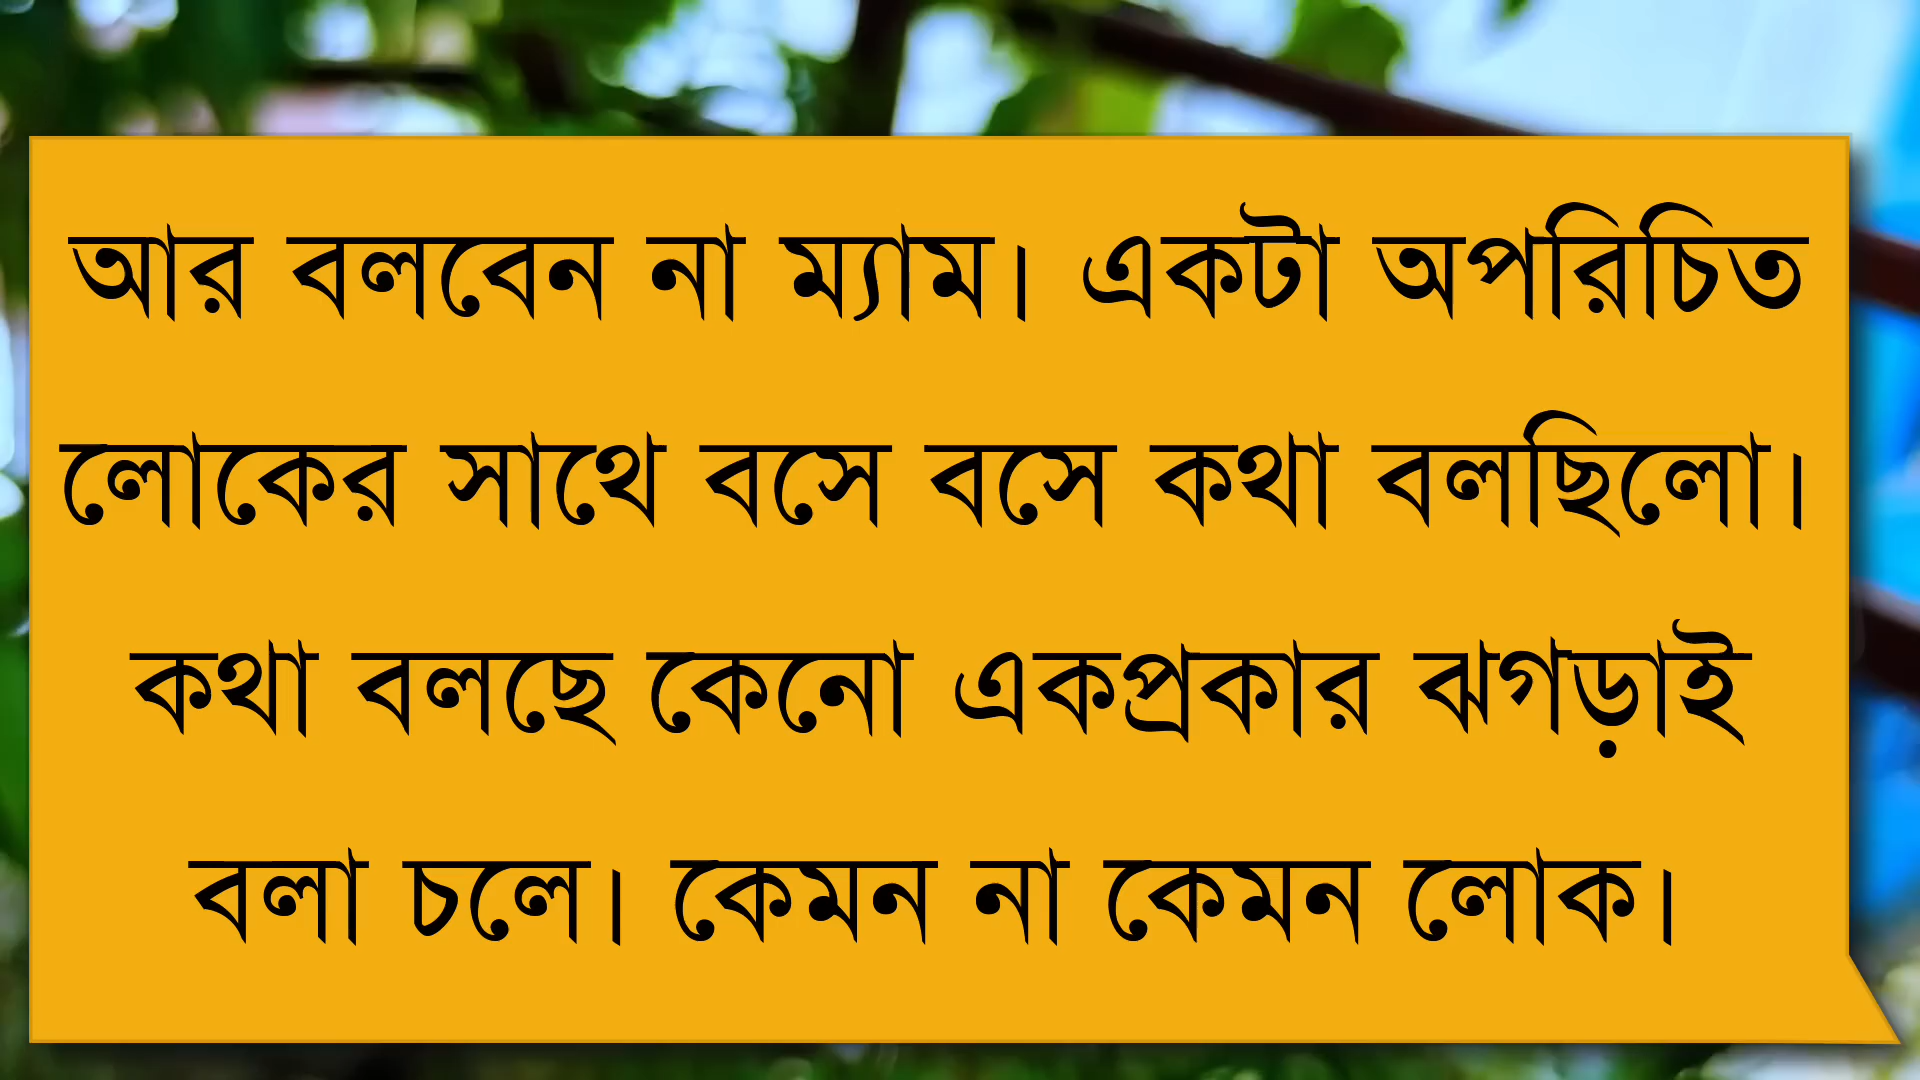 আর বলবেন না ম্যাম। একটা অপরিচিত
লোকের সাথে বসে বসে কথা বলছিলো।
কথা বলছে কেনো একপ্রকার ঝগড়াই
বলা চলে। কেমন না কেমন লোক।